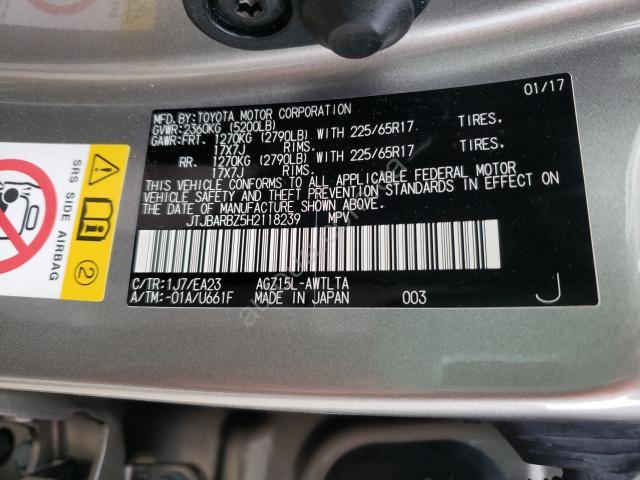 MFD.BY:TOYOTA MOTOR CORPORATION 01/17
GVWR:2360KG (5200LB)
GAWR:FRT. 1270KG (2790LB) WITH 225/65R17 TIRES.
17X7J RIMS.
RR. 1270KG (2790LB) WITH 225/65R17 TIRES.
17X7J RIMS.
THIS VEHICLE CONFORMS TO ALL APPLICABLE FEDERAL MOTOR
VEHICLE SAFETY AND THEFT PREVENTION STANDARDS IN EFFECT ON
THE DATE OF MANUFACTURE SHOWN ABOVE.
JTJBARBZ5H2118239 MPV
C/TR:1J7/EA23 AGZ15L-AWTLTA
A/TM:-01A/U661F MADE IN JAPAN 003 J
SRS SIDE AIRBAG
2